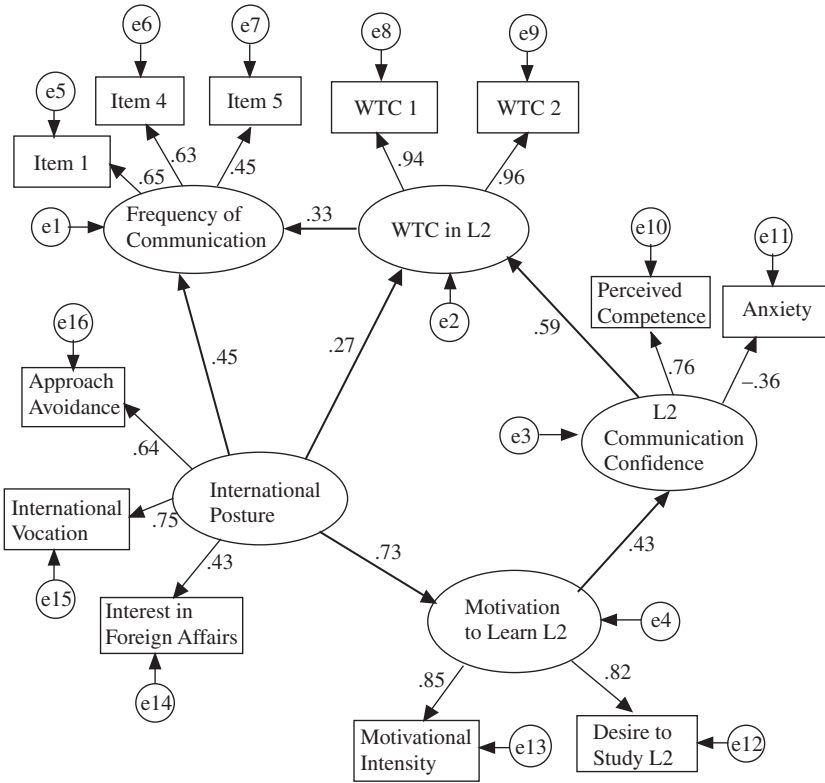 e6
e7
e8
e9
e5
Item 4
Item 5
WTC 1
WTC 2
Item 1
.65
.63
.45
.94
.96
e1
Frequency of
Communication
.33
WTC in L2
e2
e10
e11
Perceived
Competence
Anxiety
.59
.76
–.36
e16
Approach
Avoidance
.45
.27
e3
L2
Communication
Confidence
.64
International
Vocation
.75
International
Posture
.43
e15
Interest in
Foreign Affairs
.73
.43
Motivation
to Learn L2
e4
e14
.85
.82
Motivational
Intensity
e13
Desire to
Study L2
e12